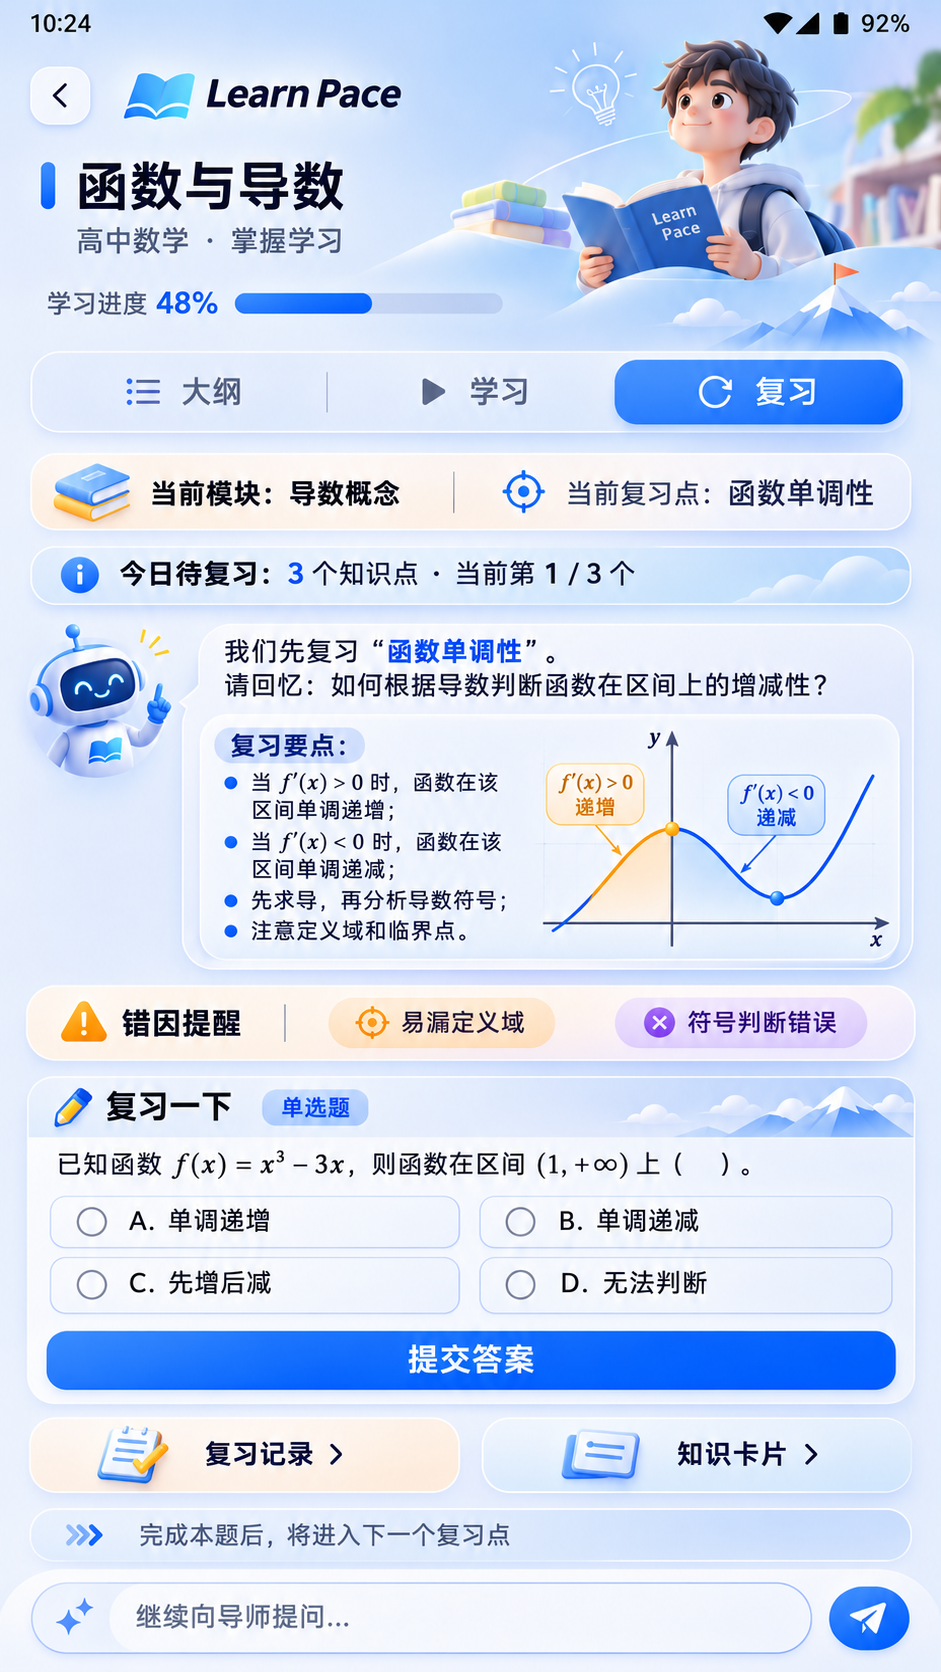 10:24
92%
Learn Pace
Learn
Pace
函数与导数
高中数学 · 掌握学习
学习进度 48%
大纲
学习
复习
当前模块：导数概念
当前复习点：函数单调性
今日待复习：3 个知识点 · 当前第 1 / 3 个
我们先复习“函数单调性”。
请回忆：如何根据导数判断函数在区间上的增减性？
复习要点：
当 f′(x) > 0 时，函数在该
区间单调递增；
当 f′(x) < 0 时，函数在该
区间单调递减；
先求导，再分析导数符号；
注意定义域和临界点。
y
f′(x) > 0
递增
f′(x) < 0
递减
x
错因提醒
易漏定义域
符号判断错误
复习一下
单选题
已知函数 f(x) = x³ − 3x，则函数在区间 (1, +∞) 上（　）。
A. 单调递增
B. 单调递减
C. 先增后减
D. 无法判断
提交答案
复习记录
知识卡片
完成本题后，将进入下一个复习点
继续向导师提问...